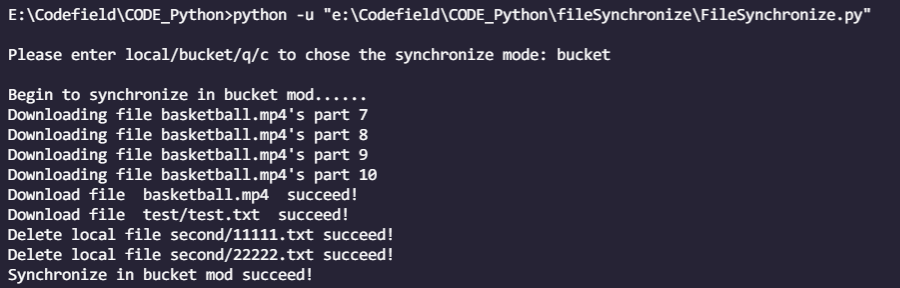 E:\Codefield\CODE_Python>python -u "e:\Codefield\CODE_Python\fileSynchronize\FileSynchronize.py"
Please enter local/bucket/q/c to chose the synchronize mode: bucket
Begin to synchronize in bucket mod......
Downloading file basketball.mp4's part 7
Downloading file basketball.mp4's part 8
Downloading file basketball.mp4's part 9
Downloading file basketball.mp4's part 10
Download file  basketball.mp4  succeed!
Download file  test/test.txt  succeed!
Delete local file second/11111.txt succeed!
Delete local file second/22222.txt succeed!
Synchronize in bucket mod succeed!